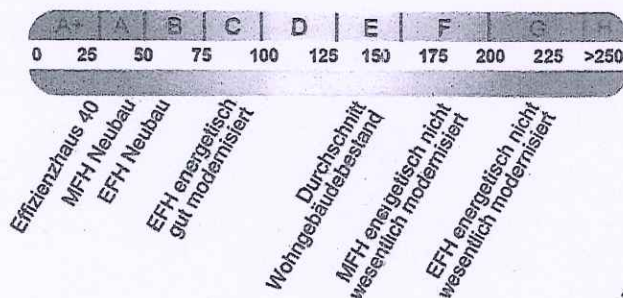 A+ A B C D E F G H
0 25 50 75 100 125 150 175 200 225 >250
Effizienzhaus 40
MFH Neubau
EFH Neubau
EFH energetisch
gut modernisiert
Durchschnitt
Wohngebäudebestand
MFH energetisch nicht
wesentlich modernisiert
EFH energetisch nicht
wesentlich modernisiert